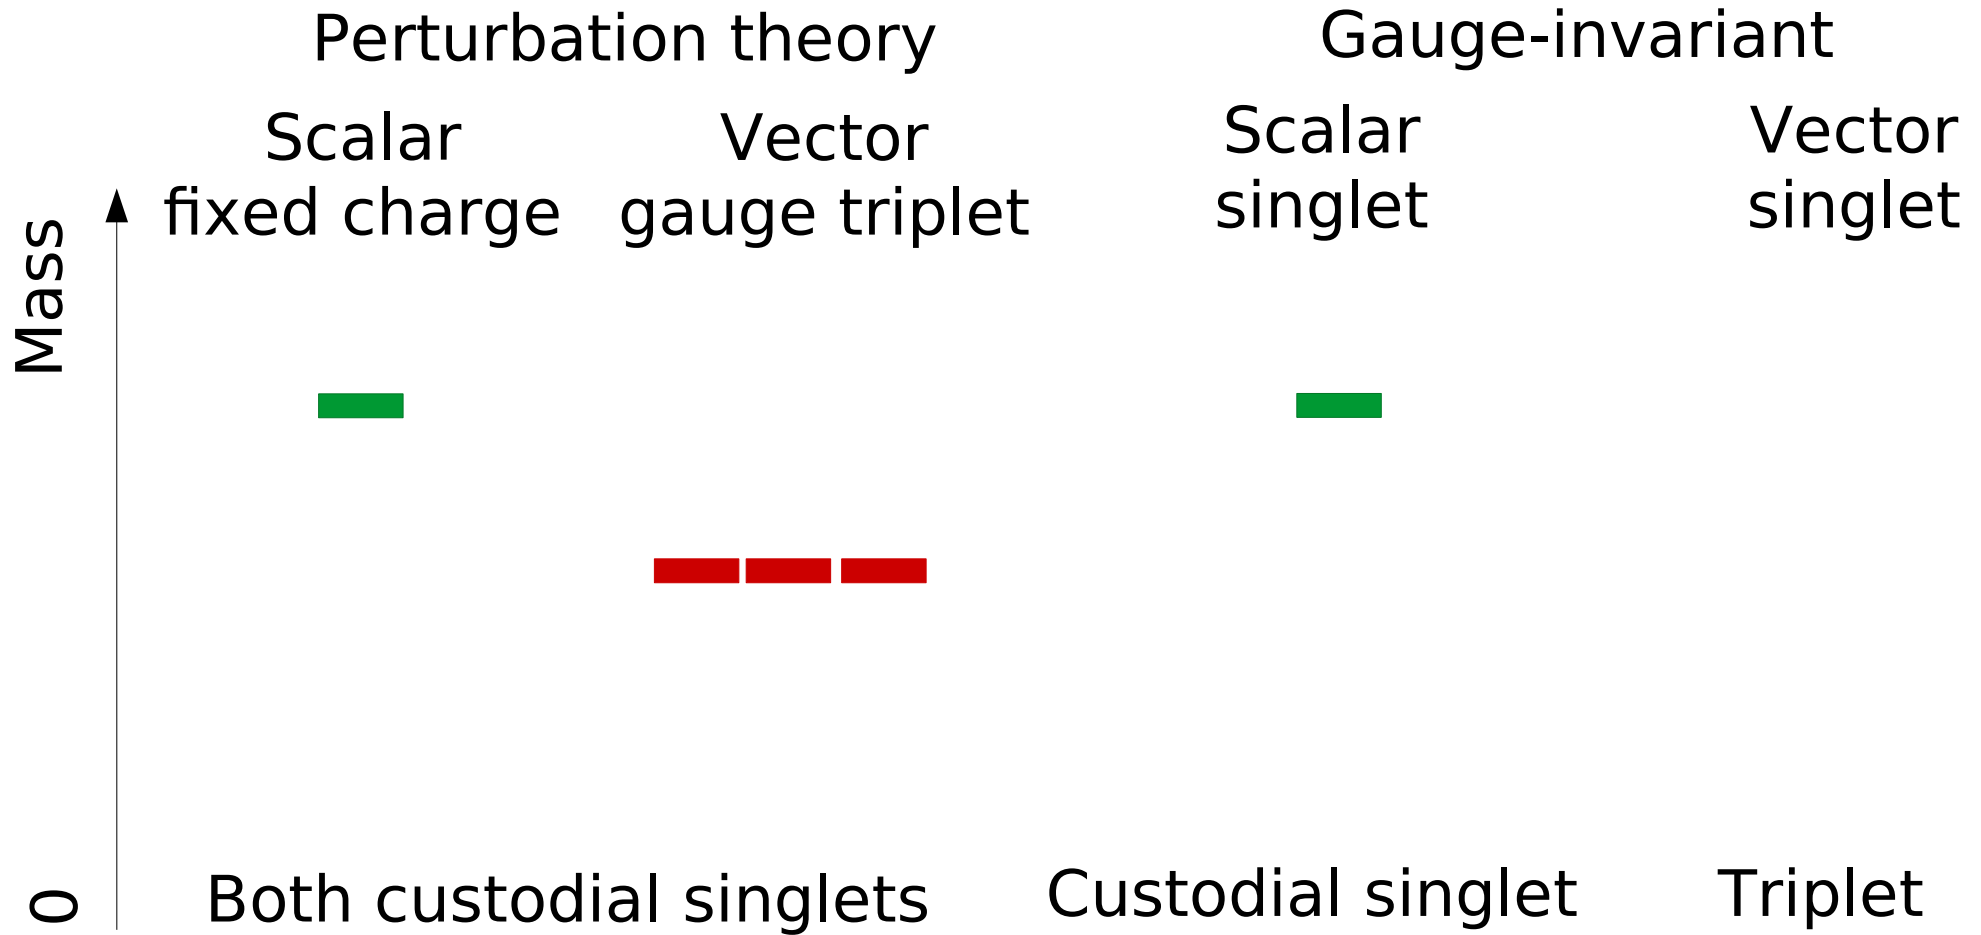 Perturbation theory
Gauge-invariant
Scalar
fixed charge
Vector
gauge triplet
Scalar
singlet
Vector
singlet
Mass
0
Both custodial singlets
Custodial singlet
Triplet